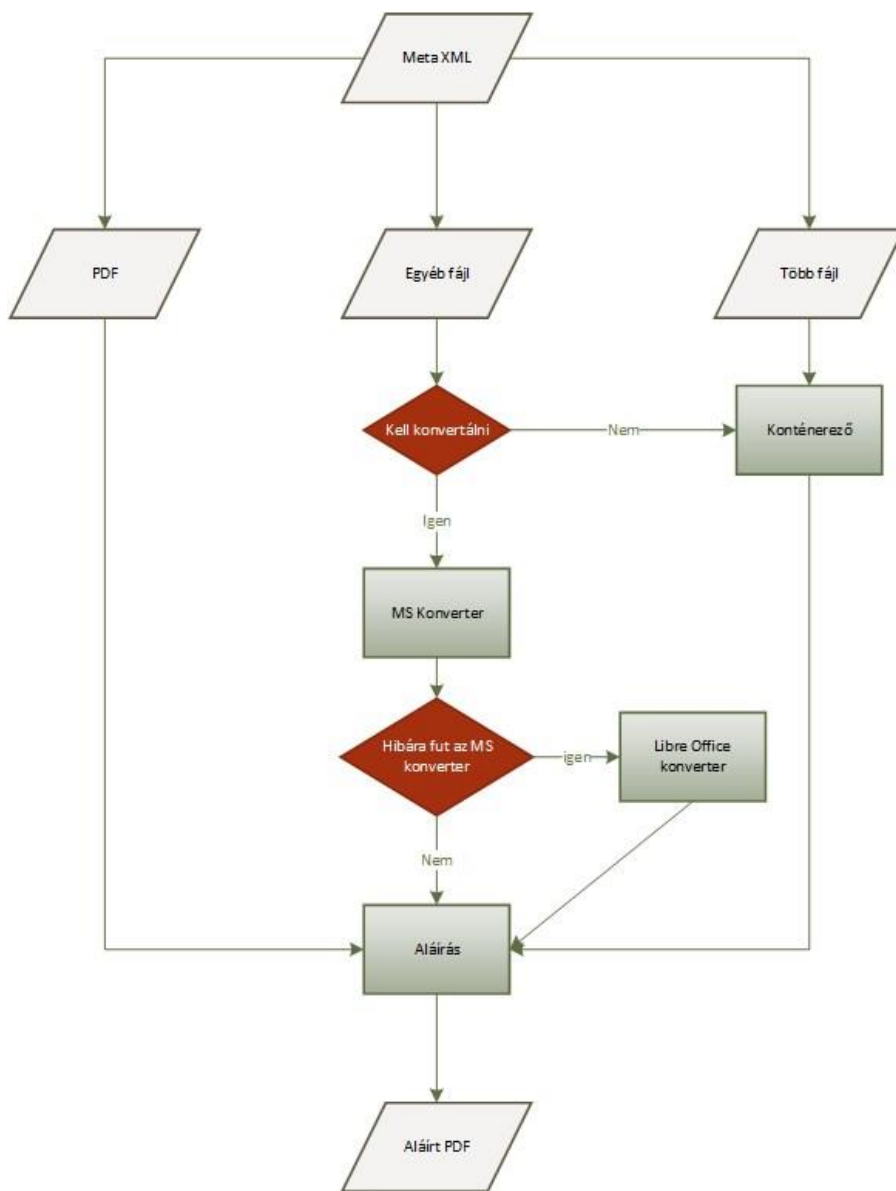 Meta XML
PDF
Egyéb fájl
Több fájl
Kell konvertálni
Nem
Konténerező
Igen
MS Konverter
Hibára fut az MS
konverter
igen
Libre Office
konverter
Nem
Aláírás
Aláírt PDF